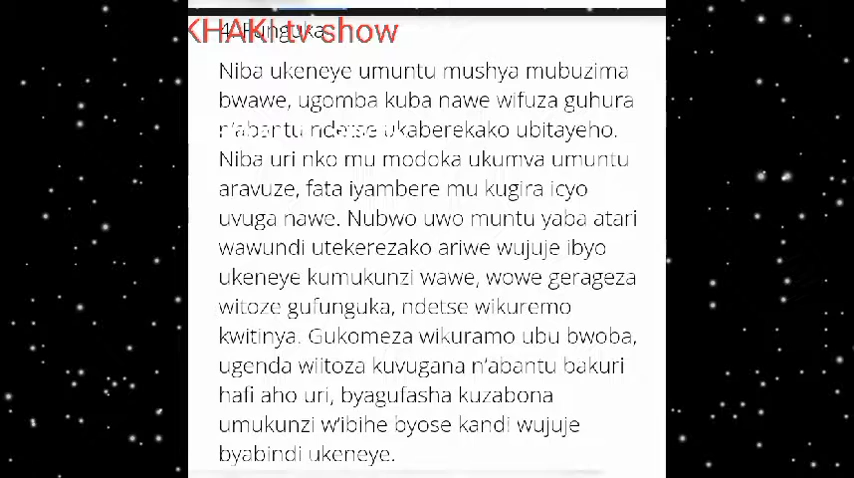 KHAKI tv show
4. Funguka
Niba ukeneye umuntu mushya mubuzima
bwawe, ugomba kuba nawe wifuza guhura
n’abantu ndetse ukaberekako ubitayeho.
Niba uri nko mu modoka ukumva umuntu
aravuze, fata iyambere mu kugira icyo
uvuga nawe. Nubwo uwo muntu yaba atari
wawundi utekerezako ariwe wujuje ibyo
ukeneye kumukunzi wawe, wowe gerageza
witoze gufunguka, ndetse wikuremo
kwitinya. Gukomeza wikuramo ubu bwoba,
ugenda wiitoza kuvugana n’abantu bakuri
hafi aho uri, byagufasha kuzabona
umukunzi w’ibihe byose kandi wujuje
byabindi ukeneye.